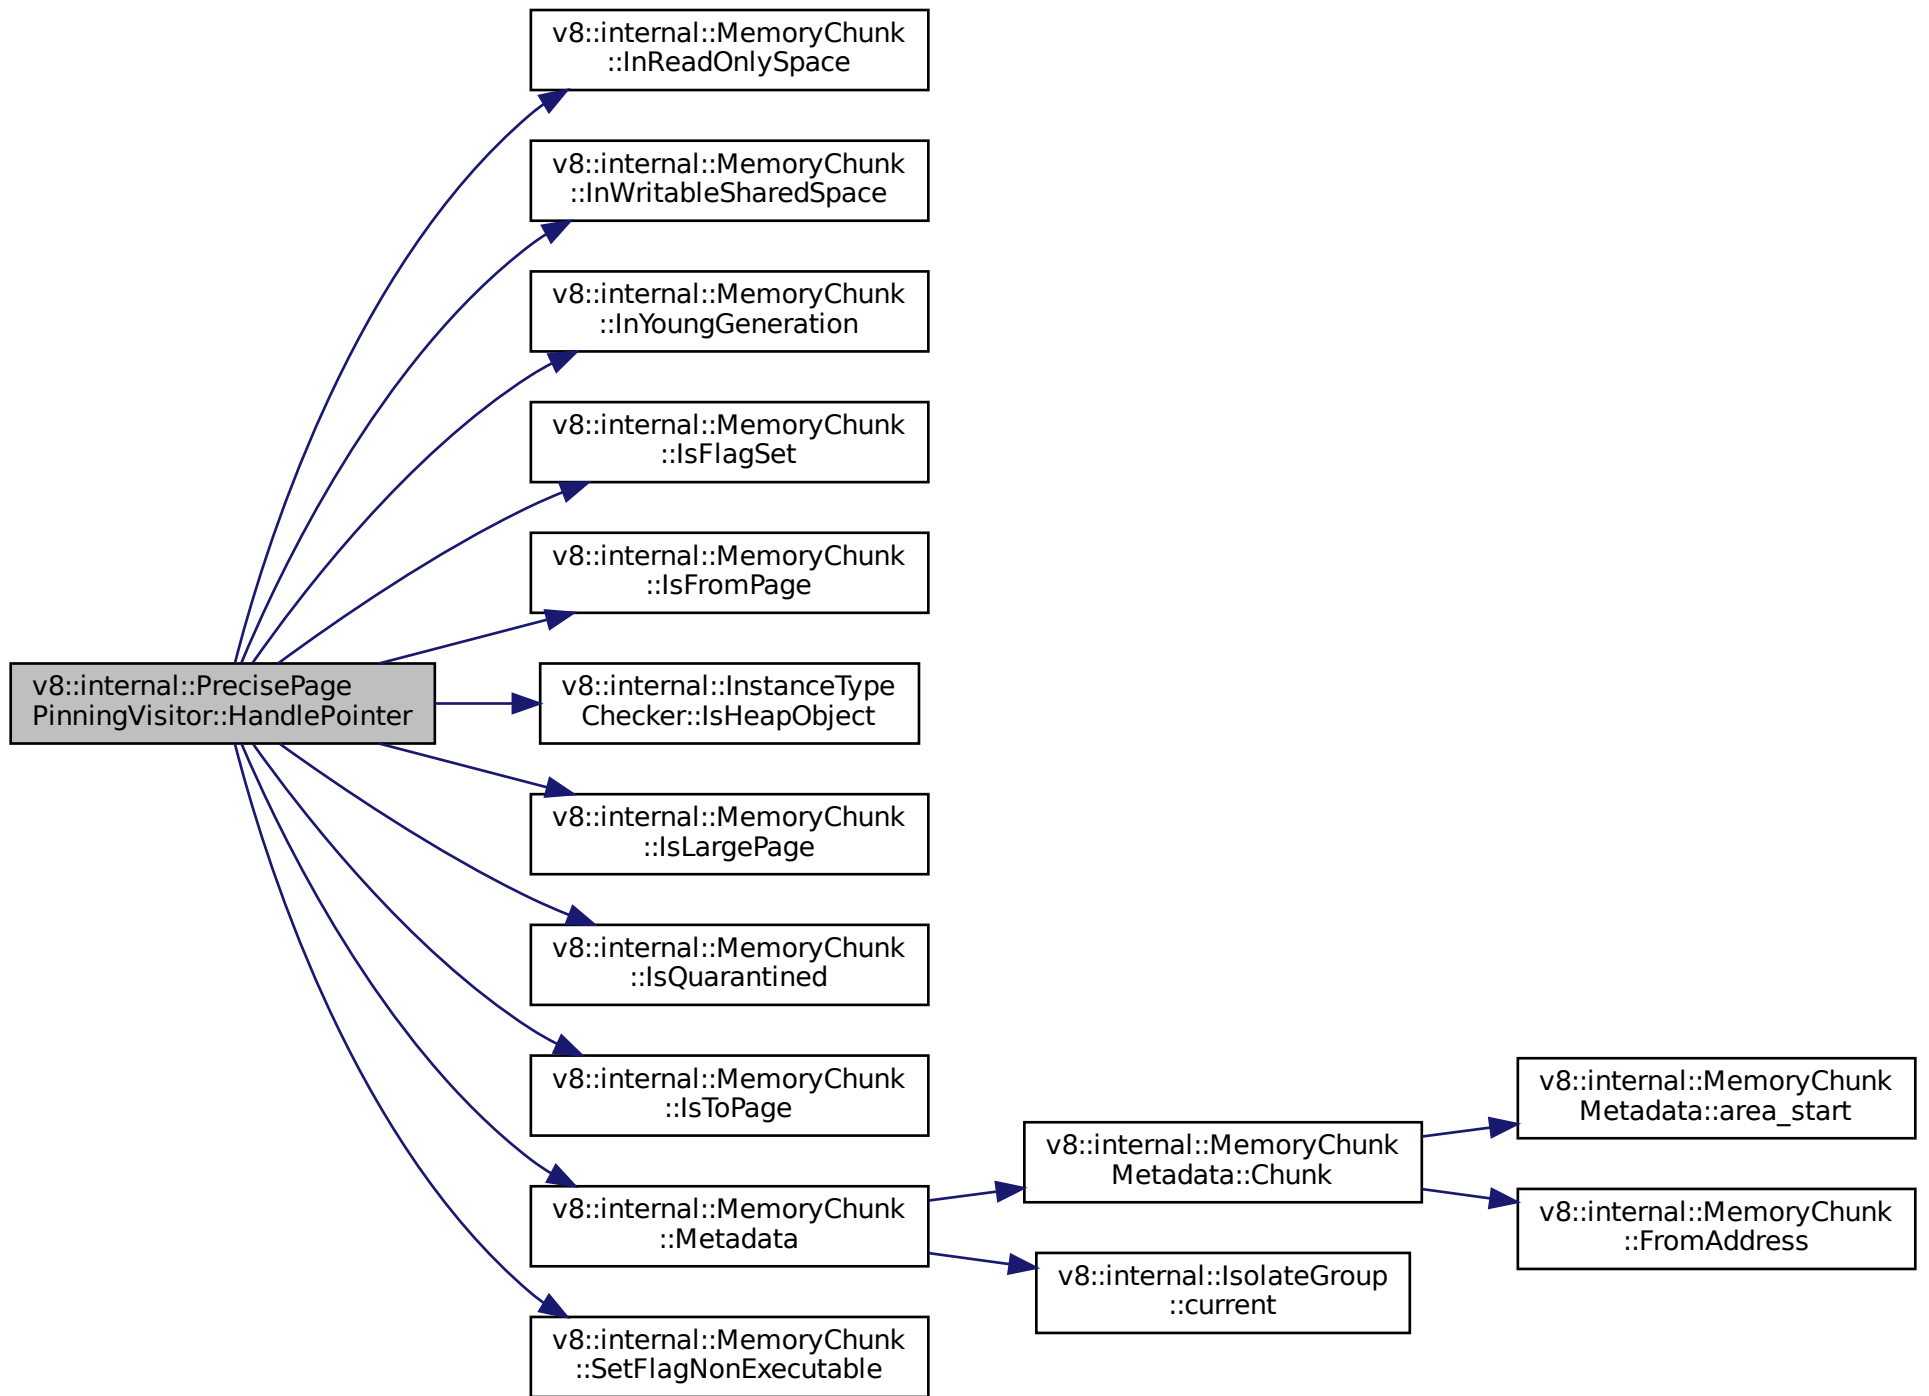 v8::internal::MemoryChunk
::InReadOnlySpace
v8::internal::MemoryChunk
::InWritableSharedSpace
v8::internal::MemoryChunk
::InYoungGeneration
v8::internal::MemoryChunk
::IsFlagSet
v8::internal::MemoryChunk
::IsFromPage
v8::internal::PrecisePage
PinningVisitor::HandlePointer
v8::internal::InstanceType
Checker::IsHeapObject
v8::internal::MemoryChunk
::IsLargePage
v8::internal::MemoryChunk
::IsQuarantined
v8::internal::MemoryChunk
::IsToPage
v8::internal::MemoryChunk
::Metadata
v8::internal::MemoryChunk
Metadata::Chunk
v8::internal::MemoryChunk
Metadata::area_start
v8::internal::MemoryChunk
::FromAddress
v8::internal::IsolateGroup
::current
v8::internal::MemoryChunk
::SetFlagNonExecutable